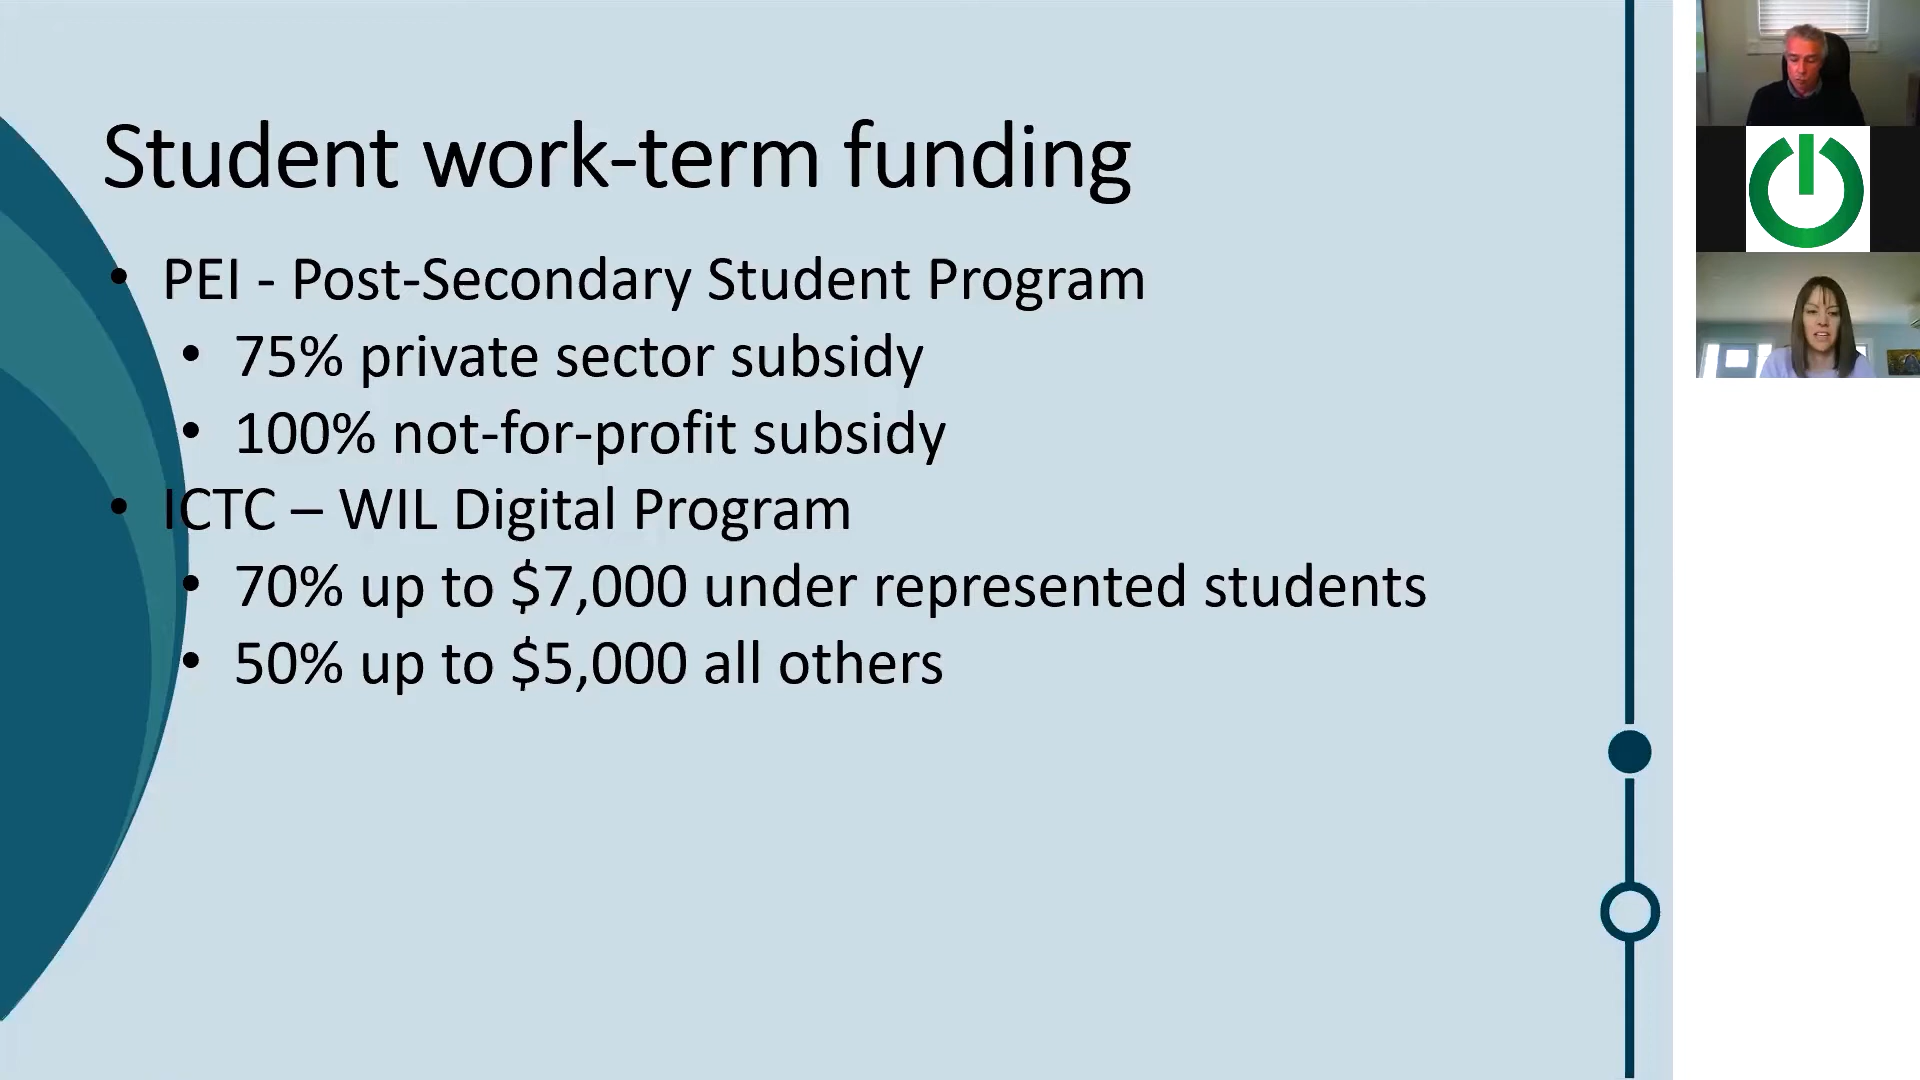 Student work-term funding
• PEI - Post-Secondary Student Program
• 75% private sector subsidy
• 100% not-for-profit subsidy
• ICTC – WIL Digital Program
• 70% up to $7,000 under represented students
• 50% up to $5,000 all others